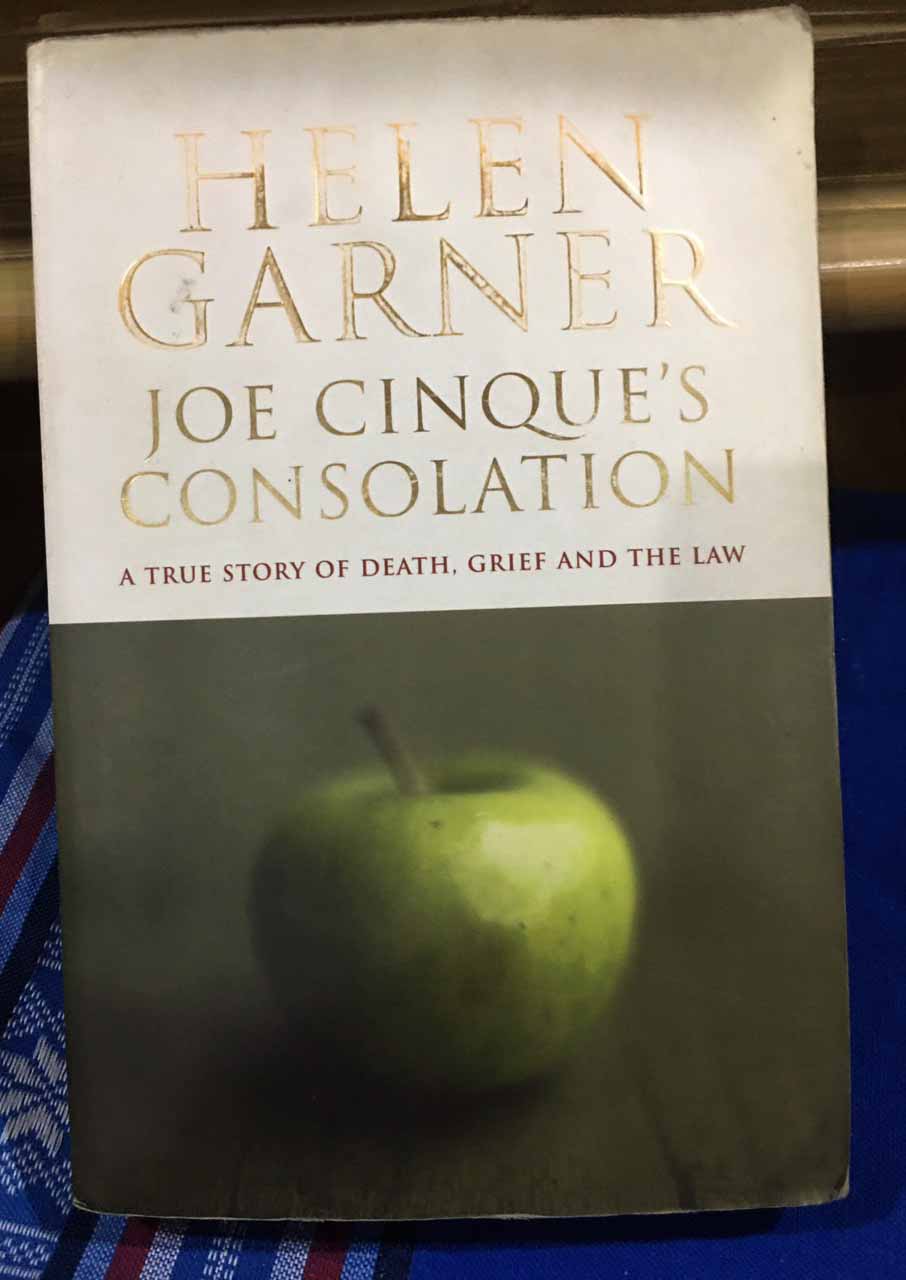 HELEN
GARNER
JOE CINQUE'S
CONSOLATION
A TRUE STORY OF DEATH, GRIEF AND THE LAW